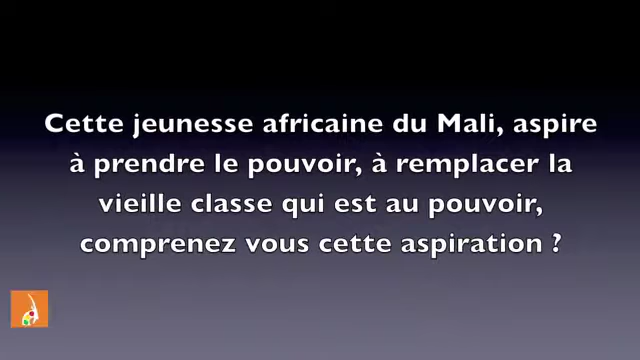 Cette jeunesse africaine du Mali, aspire
à prendre le pouvoir, à remplacer la
vieille classe qui est au pouvoir,
comprenez vous cette aspiration ?